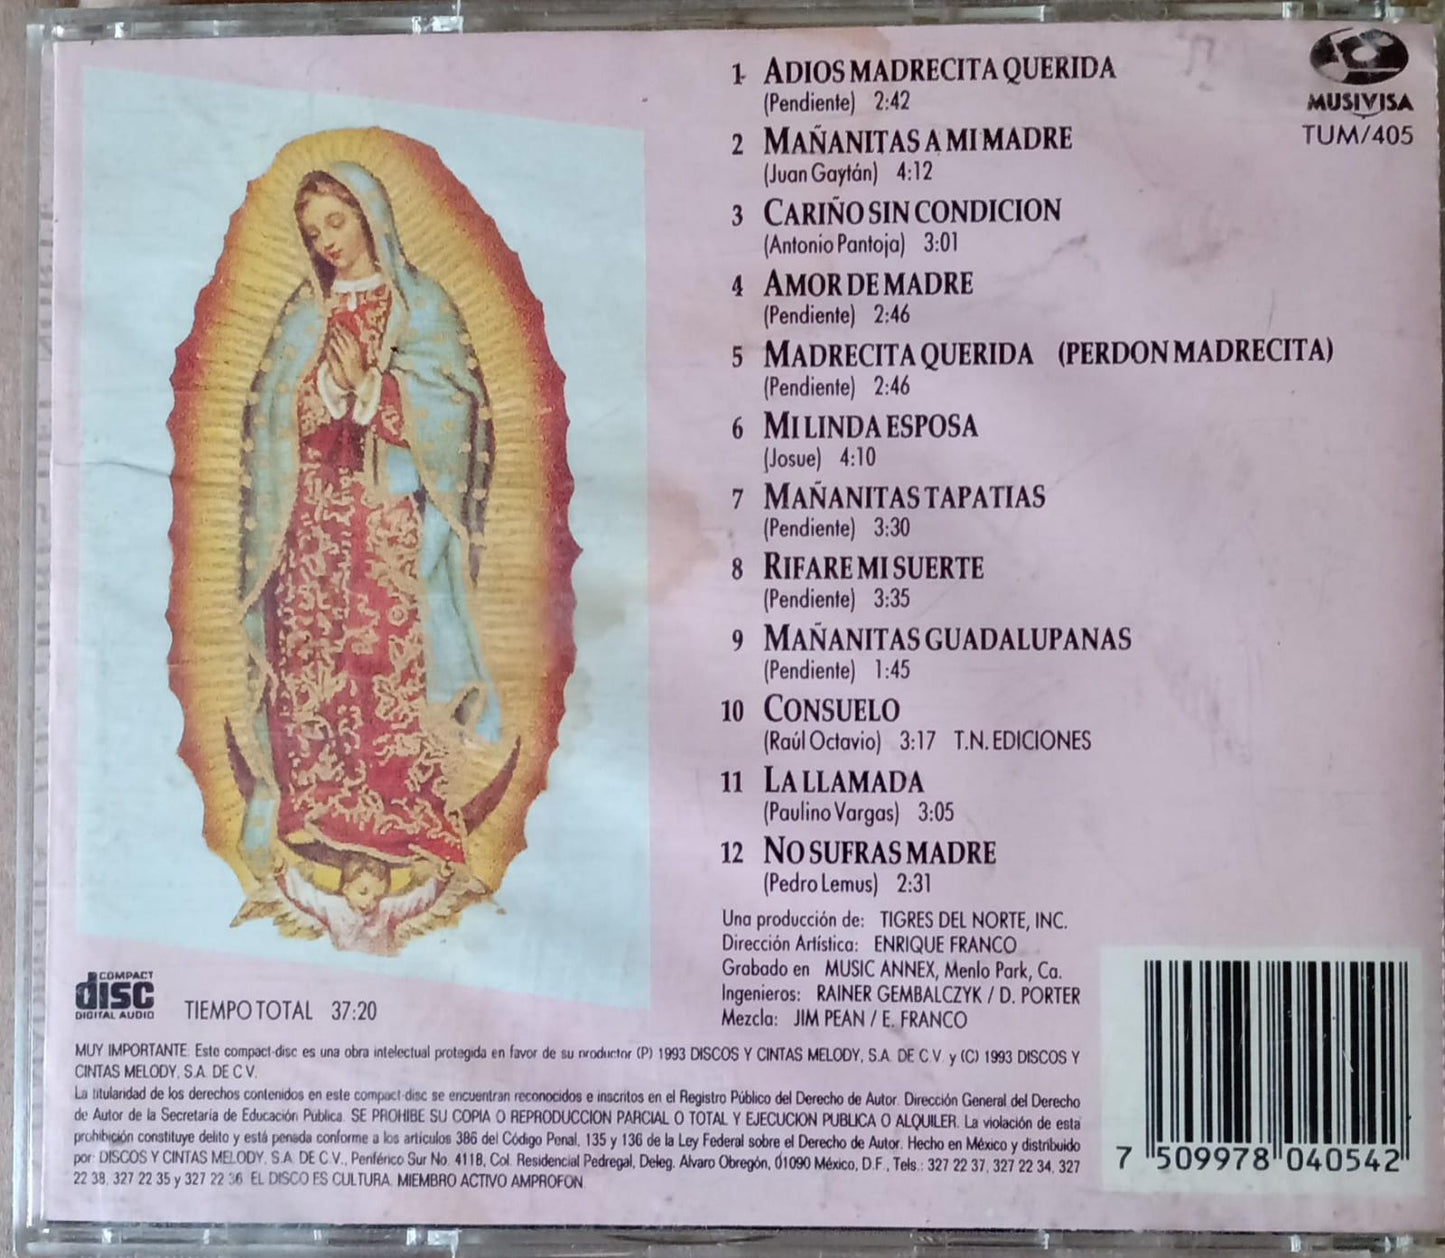 1 ADIOS MADRECITA QUERIDA
(Pendiente) 2:42
2 MAÑANITAS A MI MADRE
(Juan Gaytán) 4:12
3 CARIÑO SIN CONDICION
(Antonio Pantoja) 3:01
4 AMOR DE MADRE
(Pendiente) 2:46
5 MADRECITA QUERIDA (PERDON MADRECITA)
(Pendiente) 2:46
6 MI LINDA ESPOSA
(Josue) 4:10
7 MAÑANITAS TAPATIAS
(Pendiente) 3:30
8 RIFARE MI SUERTE
(Pendiente) 3:35
9 MAÑANITAS GUADALUPANAS
(Pendiente) 1:45
10 CONSUELO
(Raúl Octavio) 3:17 T.N. EDICIONES
11 LA LLAMADA
(Paulino Vargas) 3:05
12 NO SUFRAS MADRE
(Pedro Lemus) 2:31
MUSIVISA
TUM/405
Una producción de: TIGRES DEL NORTE, INC.
Dirección Artística: ENRIQUE FRANCO
Grabado en MUSIC ANNEX, Menlo Park, Ca.
Ingenieros: RAINER GEMBALCZYK / D. PORTER
Mezcla: JIM PEAN / E. FRANCO
COMPACT
disc
DIGITAL AUDIO
TIEMPO TOTAL 37:20
MUY IMPORTANTE: Este compact-disc es una obra intelectual protegida en favor de su productor (P) 1993 DISCOS Y CINTAS MELODY, S.A. DE C.V. y (C) 1993 DISCOS Y
CINTAS MELODY, S.A. DE C.V.
La titularidad de los derechos contenidos en este compact-disc se encuentran reconocidos e inscritos en el Registro Público del Derecho de Autor. Dirección General del Derecho
de Autor de la Secretaría de Educación Publica. SE PROHIBE SU COPIA O REPRODUCCION PARCIAL O TOTAL Y EJECUCION PUBLICA O ALQUILER. La violación de esta
prohibición constituye delito y está penada conforme a los artículos 386 del Código Penal, 135 y 136 de la Ley Federal sobre el Derecho de Autor. Hecho en México y distribuido
por: DISCOS Y CINTAS MELODY, S.A. DE C.V., Periférico Sur No. 4118, Col. Residencial Pedregal, Deleg. Alvaro Obregón, 01090 México, D.F., Tels.: 327 22 37, 327 22 34, 327
22 38, 327 22 35 y 327 22 36. EL DISCO ES CULTURA. MIEMBRO ACTIVO AMPROFON.
7 509978 040542